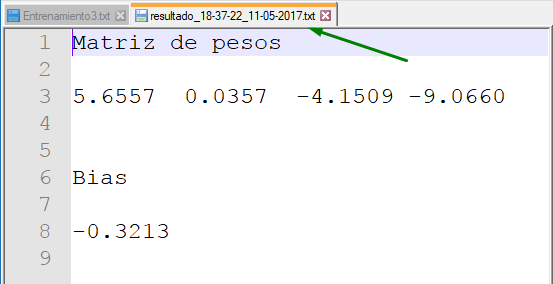 Entrenamiento3.txt resultado_18-37-22_11-05-2017.txt
1 Matriz de pesos
2
3 5.6557 0.0357 -4.1509 -9.0660
4
5
6 Bias
7
8 -0.3213
9